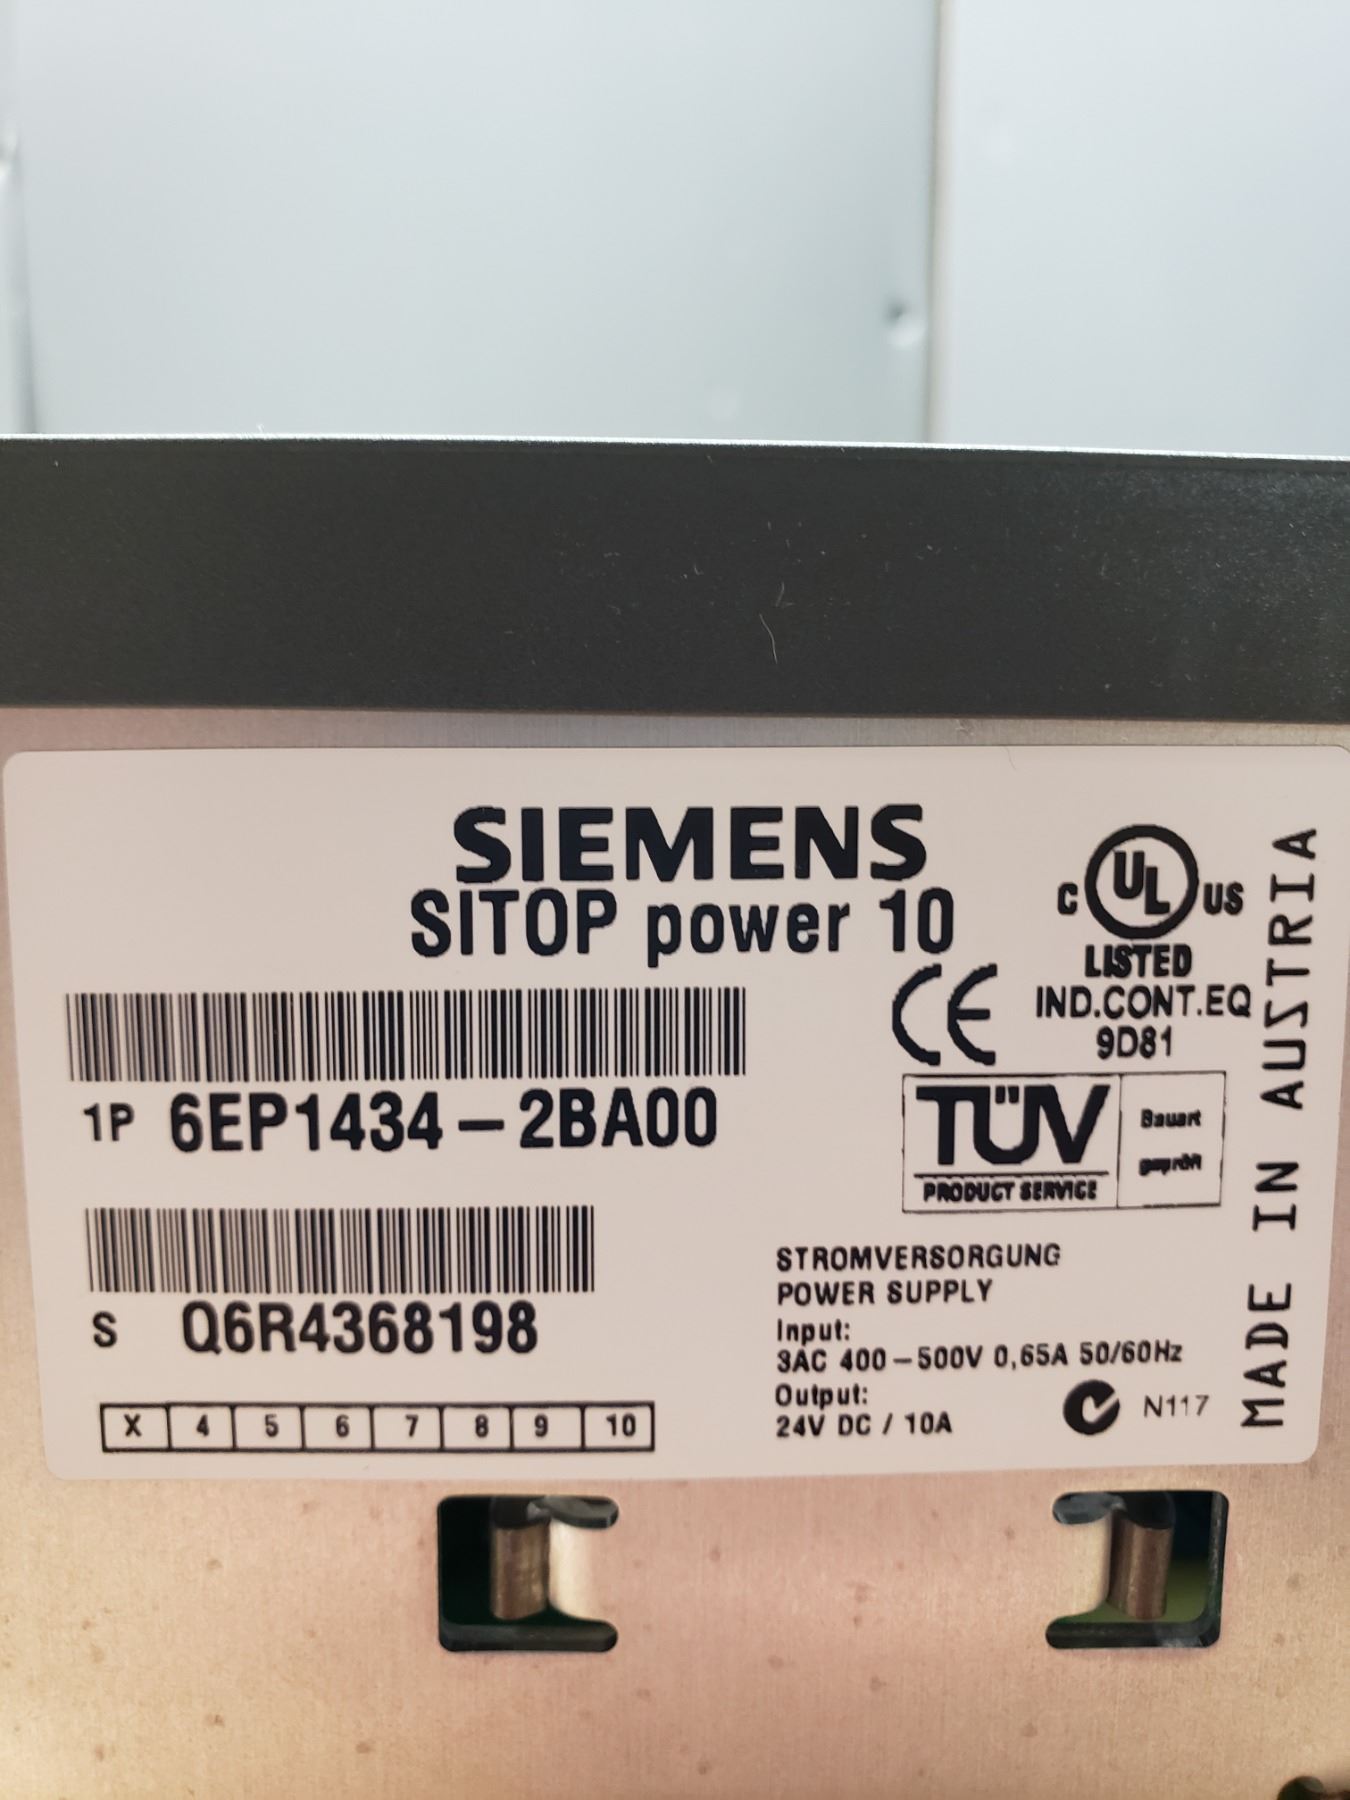 SIEMENS
SITOP power 10
C UL US
LISTED
IND.CONT.EQ
9D81
CE
1P 6EP1434-2BA00
TÜV
PRODUCT SERVICE
Bauart
geprüft
S Q6R4368198
X 4 5 6 7 8 9 10
STROMVERSORGUNG
POWER SUPPLY
Input:
3AC 400-500V 0,65A 50/60Hz
Output:
24V DC / 10A
N117
MADE IN AUSTRIA